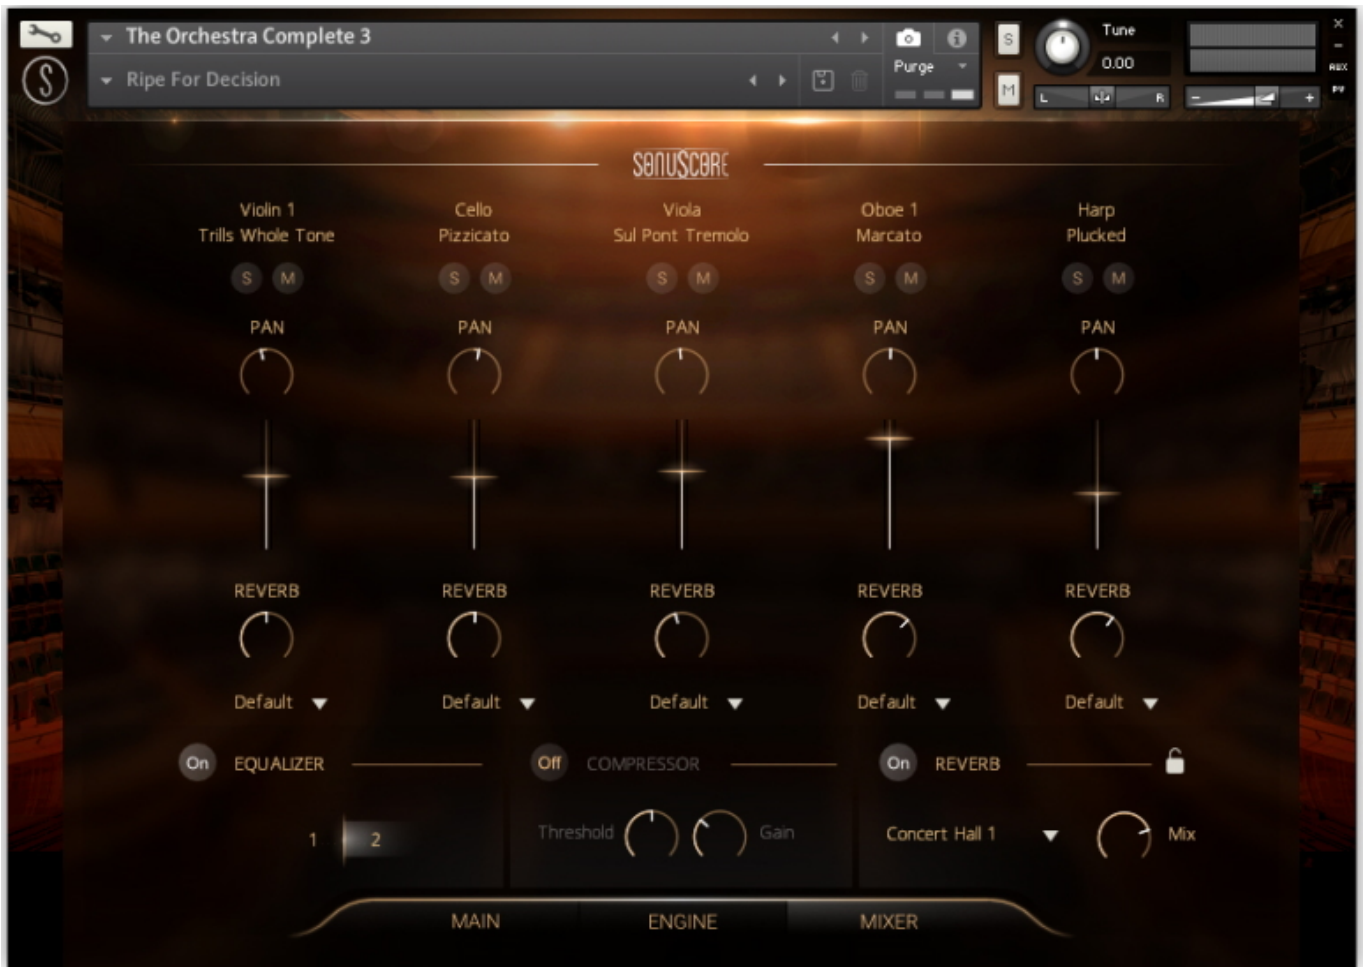 The Orchestra Complete 3
Ripe For Decision
Purge
S
M
Tune
0.00
L R
- +
×
-
AUX
PV
SONUSCORE
Violin 1 Cello Viola Oboe 1 Harp
Trills Whole Tone Pizzicato Sul Pont Tremolo Marcato Plucked
S M S M S M S M S M
PAN PAN PAN PAN PAN
REVERB REVERB REVERB REVERB REVERB
Default Default Default Default Default
On EQUALIZER Off COMPRESSOR On REVERB
1 2 Threshold Gain Concert Hall 1 Mix
MAIN ENGINE MIXER